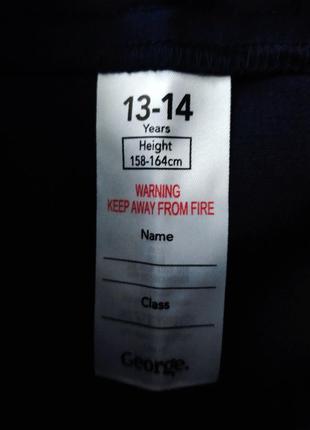 13-14
Years
Height
158-164cm
WARNING
KEEP AWAY FROM FIRE
Name
Class
George.